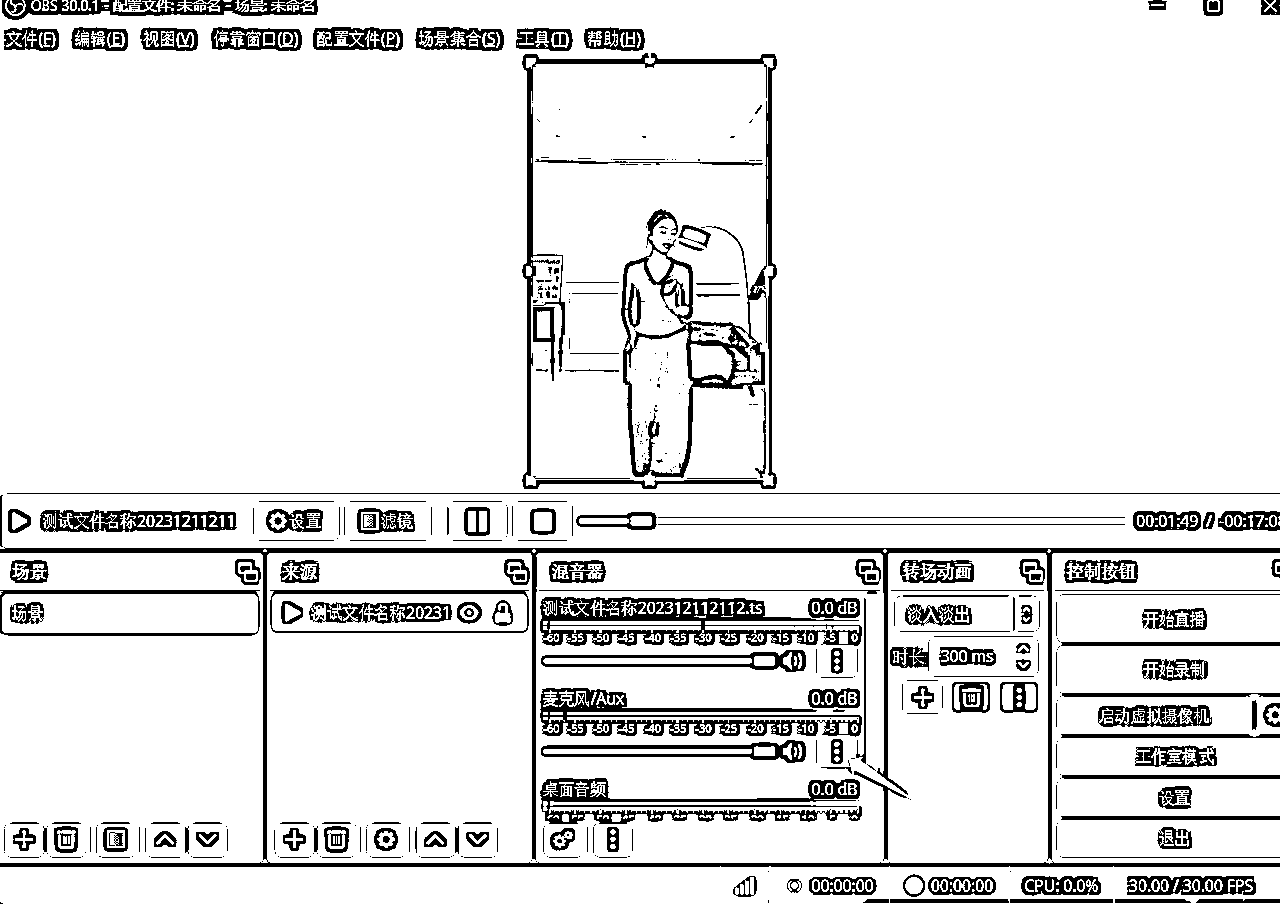 OBS 30.0.1 - 配置文件: 未命名 - 场景: 未命名
文件(F) 编辑(E) 视图(V) 停靠窗口(D) 配置文件(P) 场景集合(S) 工具(T) 帮助(H)
测试文件名称20231211211 设置 滤镜 00:01:49 / -00:17:0
场景 来源 混音器 转场动画 控制按钮
场景
测试文件名称20231
测试文件名称202312112112.ts 0.0 dB
-60 -55 -50 -45 -40 -35 -30 -25 -20 -15 -10 -5 0
麦克风/Aux 0.0 dB
-60 -55 -50 -45 -40 -35 -30 -25 -20 -15 -10 -5 0
桌面音频 0.0 dB
淡入淡出
时长 300 ms
开始直播
开始录制
启动虚拟摄像机
工作室模式
设置
退出
00:00:00 00:00:00 CPU: 0.0% 30.00 / 30.00 FPS